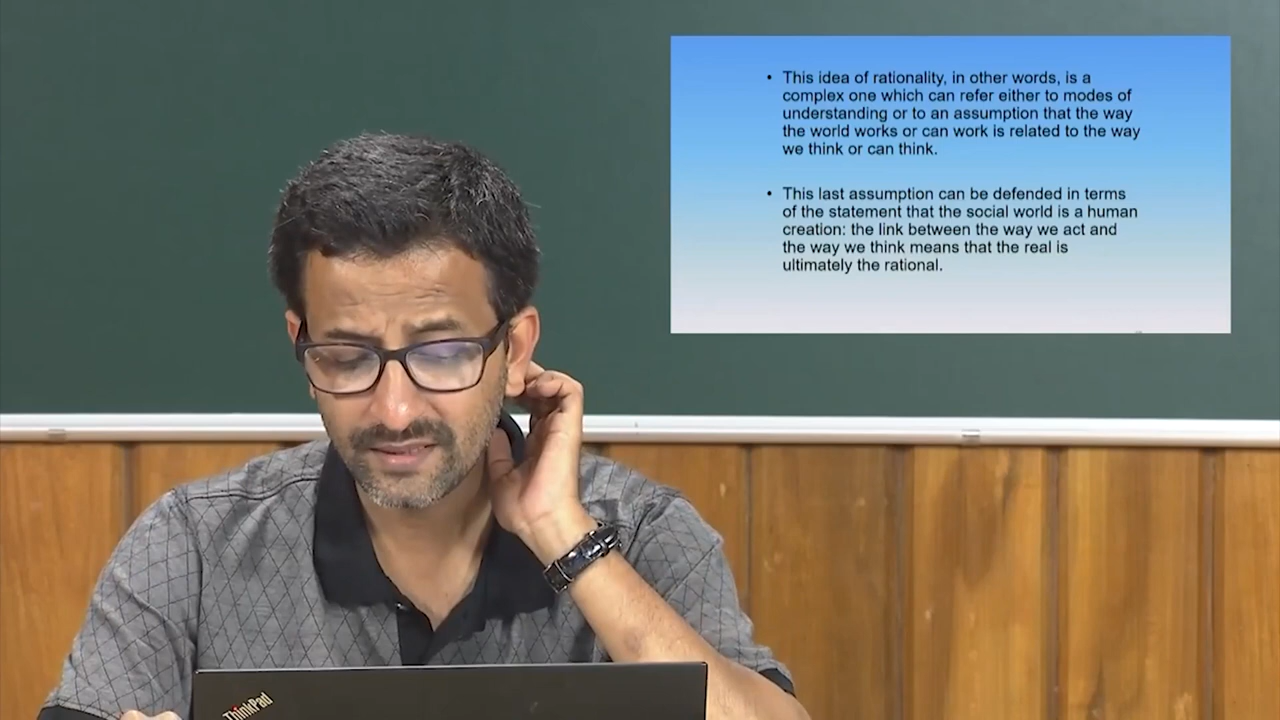 • This idea of rationality, in other words, is a
complex one which can refer either to modes of
understanding or to an assumption that the way
the world works or can work is related to the way
we think or can think.
• This last assumption can be defended in terms
of the statement that the social world is a human
creation: the link between the way we act and
the way we think means that the real is
ultimately the rational.
ThinkPad